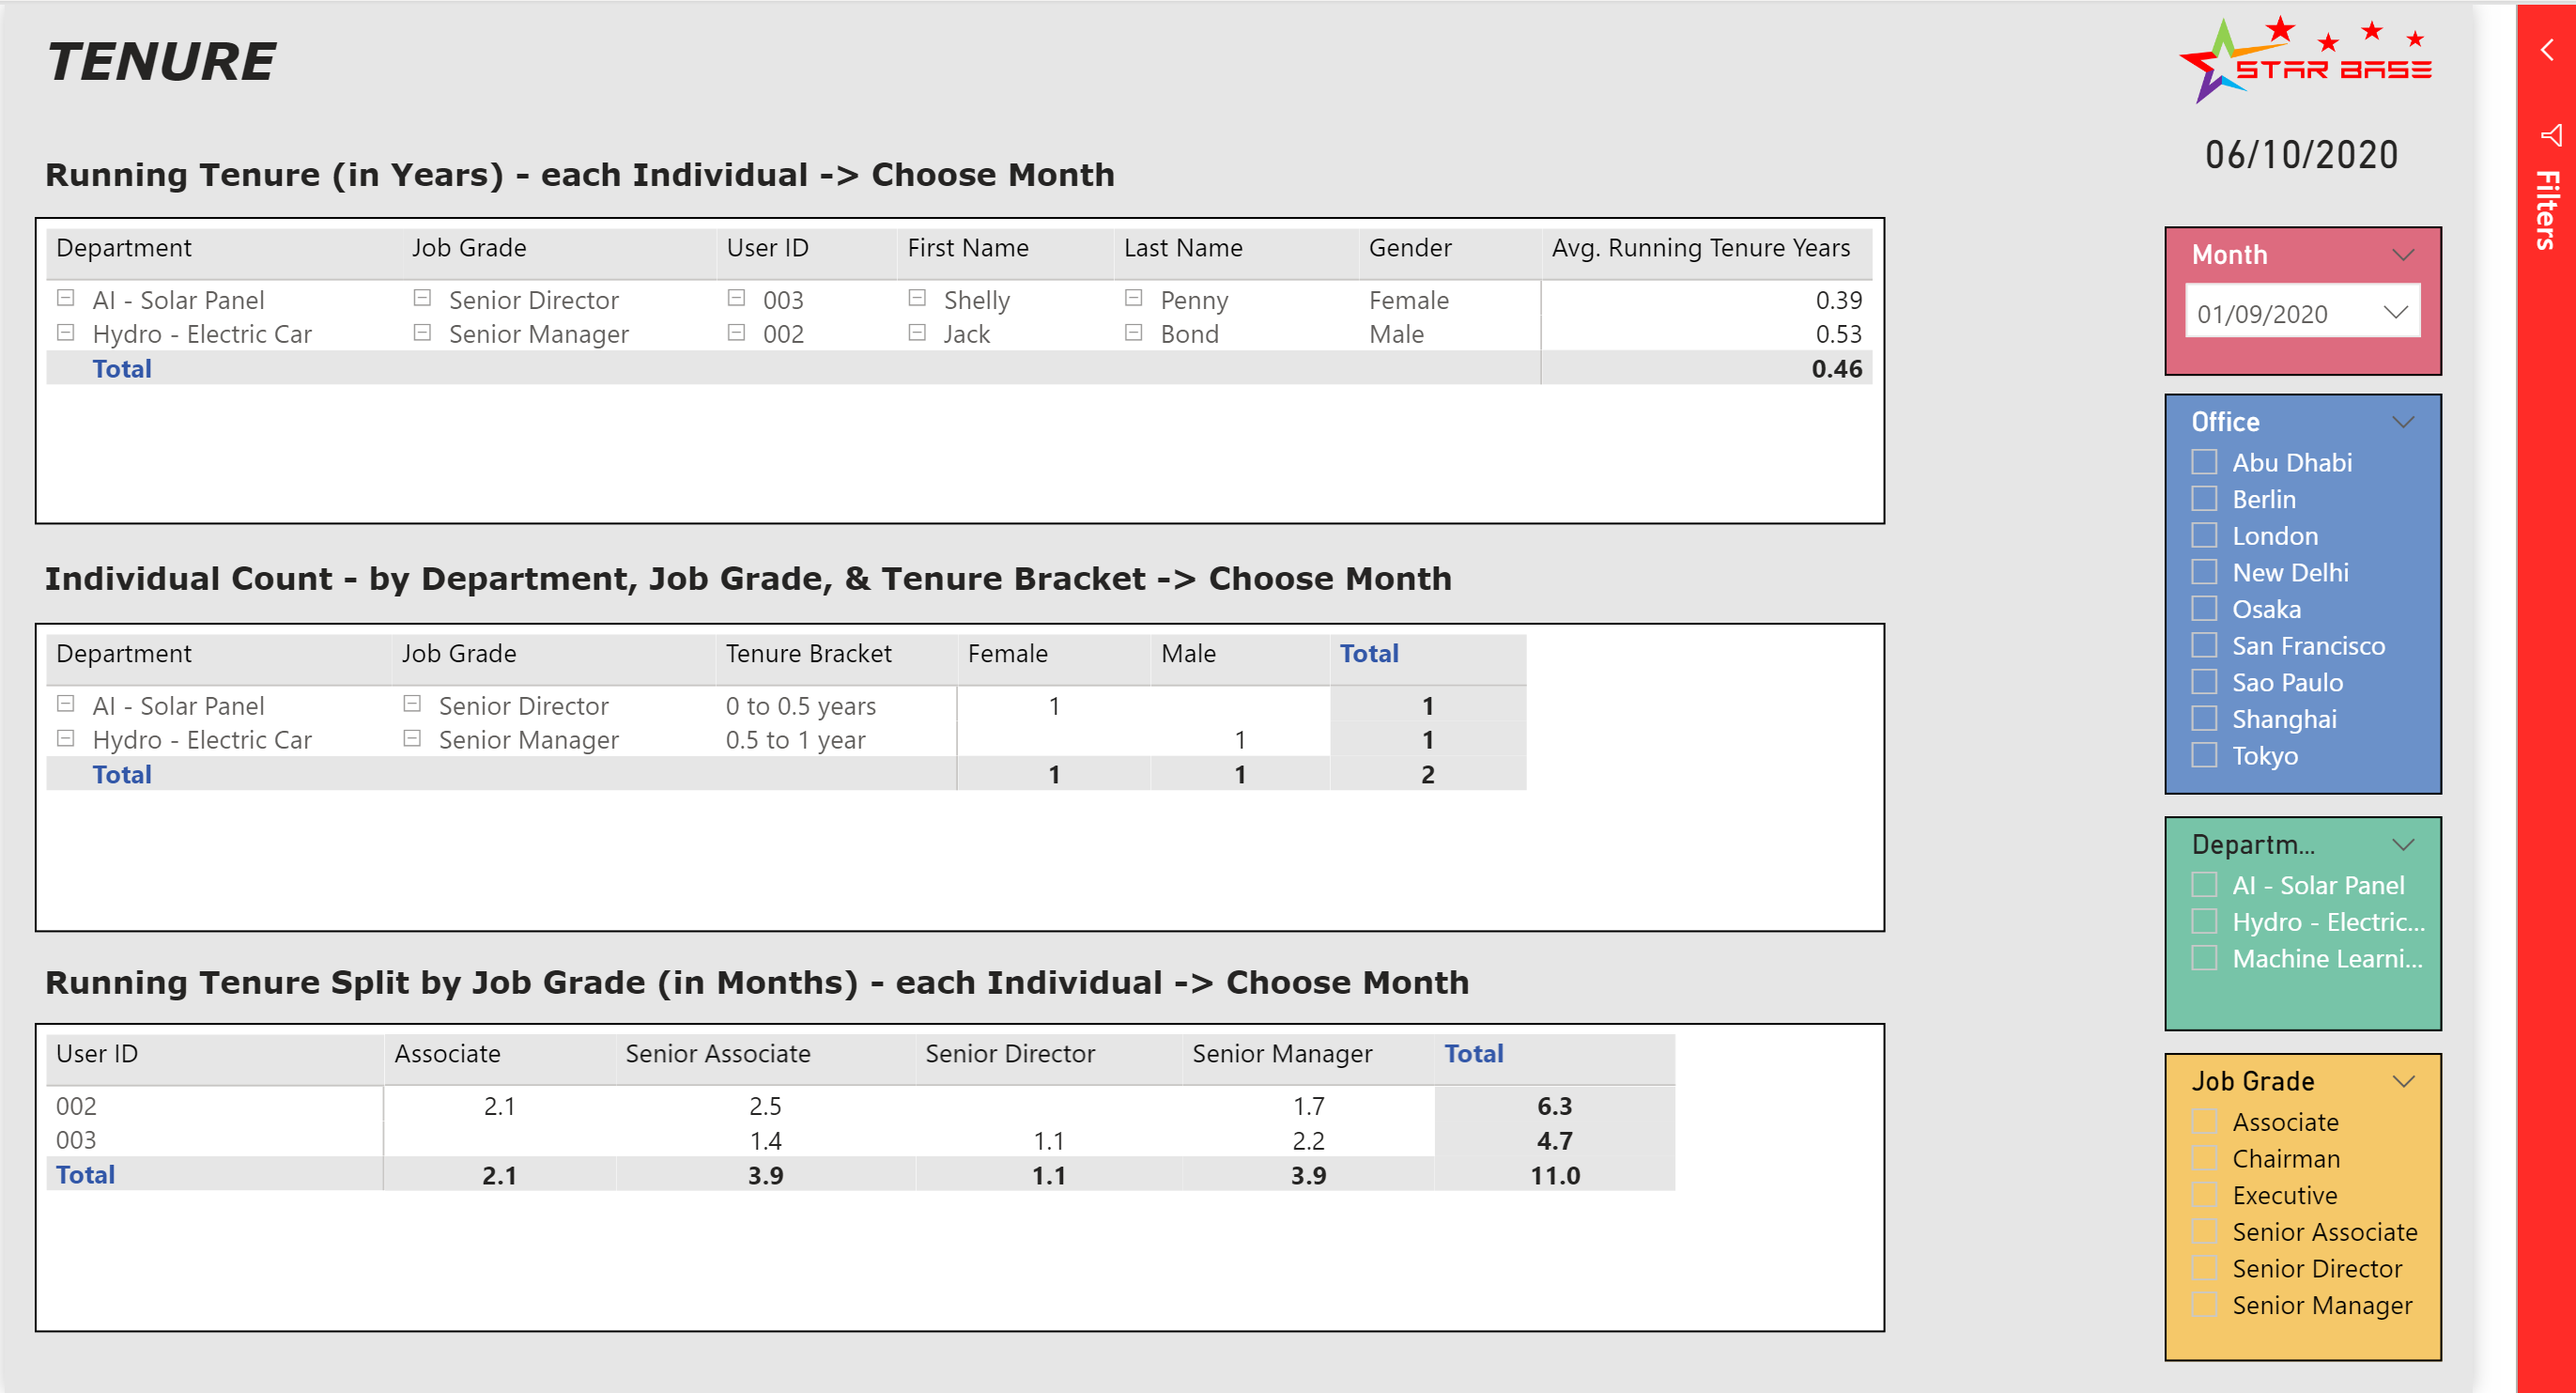 TENURE
STAR BASE
06/10/2020
Filters
Running Tenure (in Years) - each Individual -> Choose Month
Department Job Grade User ID First Name Last Name Gender Avg. Running Tenure Years
AI - Solar Panel Senior Director 003 Shelly Penny Female 0.39
Hydro - Electric Car Senior Manager 002 Jack Bond Male 0.53
Total 0.46
Individual Count - by Department, Job Grade, & Tenure Bracket -> Choose Month
Department Job Grade Tenure Bracket Female Male Total
AI - Solar Panel Senior Director 0 to 0.5 years 1 1
Hydro - Electric Car Senior Manager 0.5 to 1 year 1 1
Total 1 1 2
Running Tenure Split by Job Grade (in Months) - each Individual -> Choose Month
User ID Associate Senior Associate Senior Director Senior Manager Total
002 2.1 2.5 1.7 6.3
003 1.4 1.1 2.2 4.7
Total 2.1 3.9 1.1 3.9 11.0
Month
01/09/2020
Office
Abu Dhabi
Berlin
London
New Delhi
Osaka
San Francisco
Sao Paulo
Shanghai
Tokyo
Departm...
AI - Solar Panel
Hydro - Electric...
Machine Learni...
Job Grade
Associate
Chairman
Executive
Senior Associate
Senior Director
Senior Manager